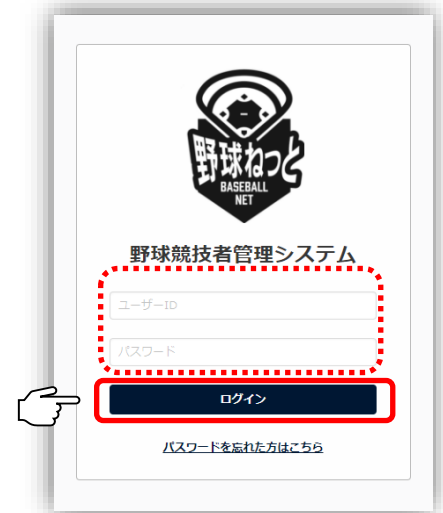 野球ねっと
BASEBALL
NET
野球競技者管理システム
ユーザーID
パスワード
ログイン
パスワードを忘れた方はこちら